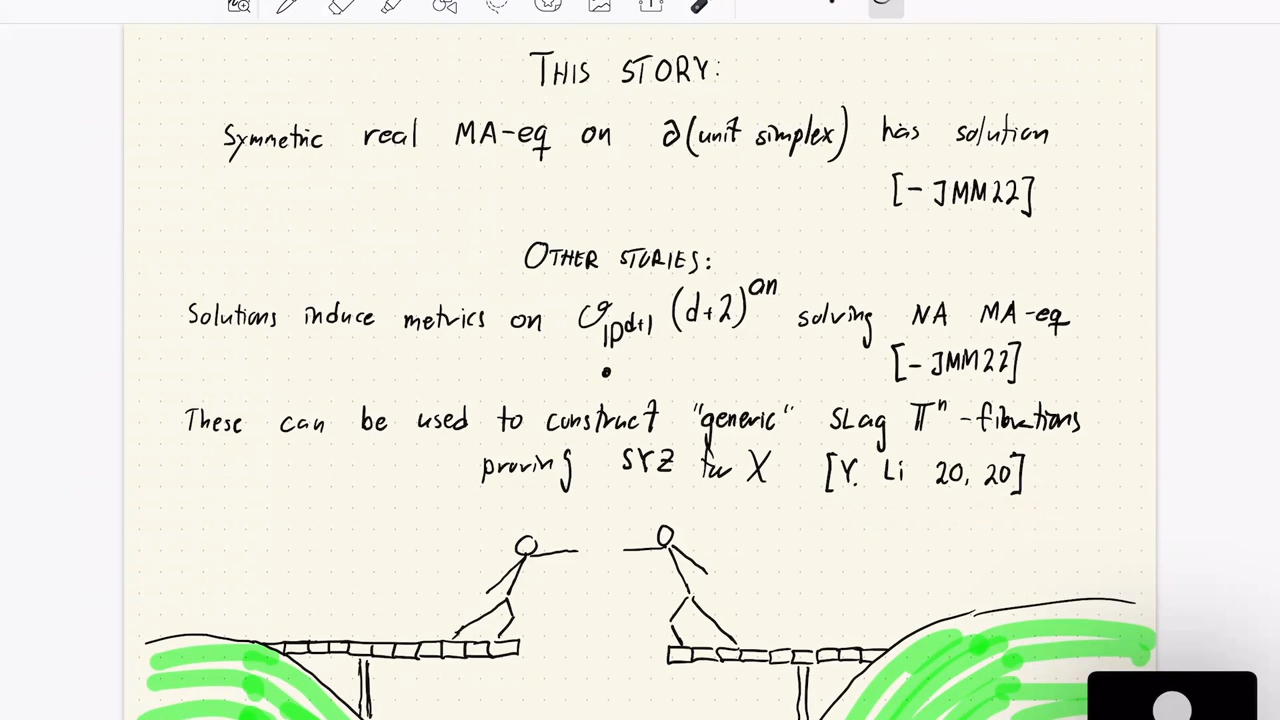 THIS STORY:
Symmetric real MA-eq on ∂(unit simplex) has solution
[- JMM22]
OTHER STORIES:
Solutions induce metrics on O_{P^{d+1}}(d+2)^{an} solving NA MA-eq
[- JMM22]
These can be used to construct "generic" SLag T^n-fibrations
proving SYZ for X [Y. Li 20, 20]